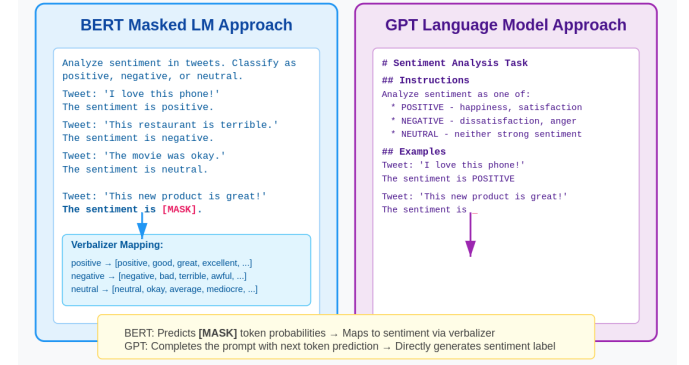 BERT Masked LM Approach
Analyze sentiment in tweets. Classify as
positive, negative, or neutral.
Tweet: 'I love this phone!'
The sentiment is positive.
Tweet: 'This restaurant is terrible.'
The sentiment is negative.
Tweet: 'The movie was okay.'
The sentiment is neutral.
Tweet: 'This new product is great!'
The sentiment is [MASK].
Verbalizer Mapping:
positive → [positive, good, great, excellent, ...]
negative → [negative, bad, terrible, awful, ...]
neutral → [neutral, okay, average, mediocre, ...]
GPT Language Model Approach
# Sentiment Analysis Task
## Instructions
Analyze sentiment as one of:
* POSITIVE - happiness, satisfaction
* NEGATIVE - dissatisfaction, anger
* NEUTRAL - neither strong sentiment
## Examples
Tweet: 'I love this phone!'
The sentiment is POSITIVE
Tweet: 'This new product is great!'
The sentiment is _
BERT: Predicts [MASK] token probabilities → Maps to sentiment via verbalizer
GPT: Completes the prompt with next token prediction → Directly generates sentiment label